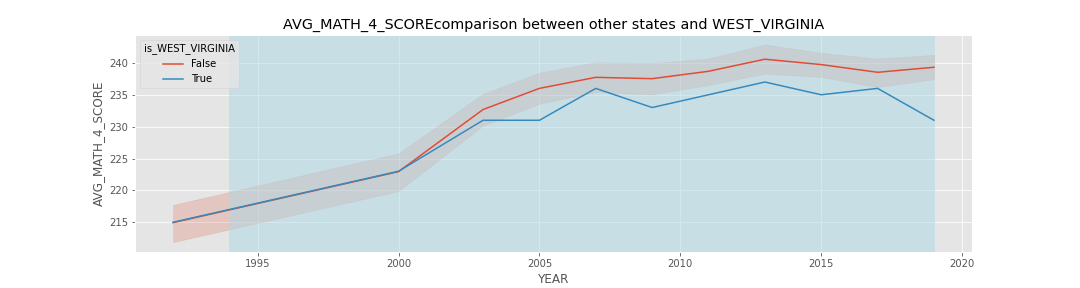 AVG_MATH_4_SCOREcomparison between other states and WEST_VIRGINIA
is_WEST_VIRGINIA
False
True
AVG_MATH_4_SCORE
240
235
230
225
220
215
1995
2000
2005
2010
2015
2020
YEAR